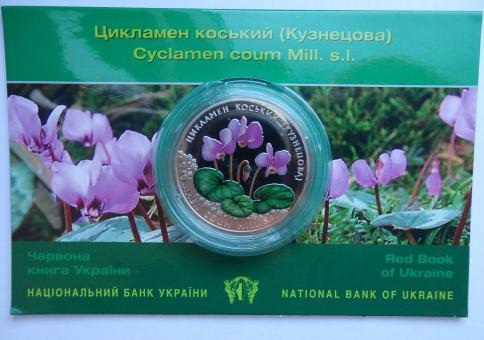 Цикламен коський (Кузнецова)
Cyclamen coum Mill. s.l.
ЦИКЛАМЕН КОСЬКИЙ (КУЗНЕЦОВА)
Червона
книга України
Red Book
of Ukraine
НАЦІОНАЛЬНИЙ БАНК УКРАЇНИ
NATIONAL BANK OF UKRAINE